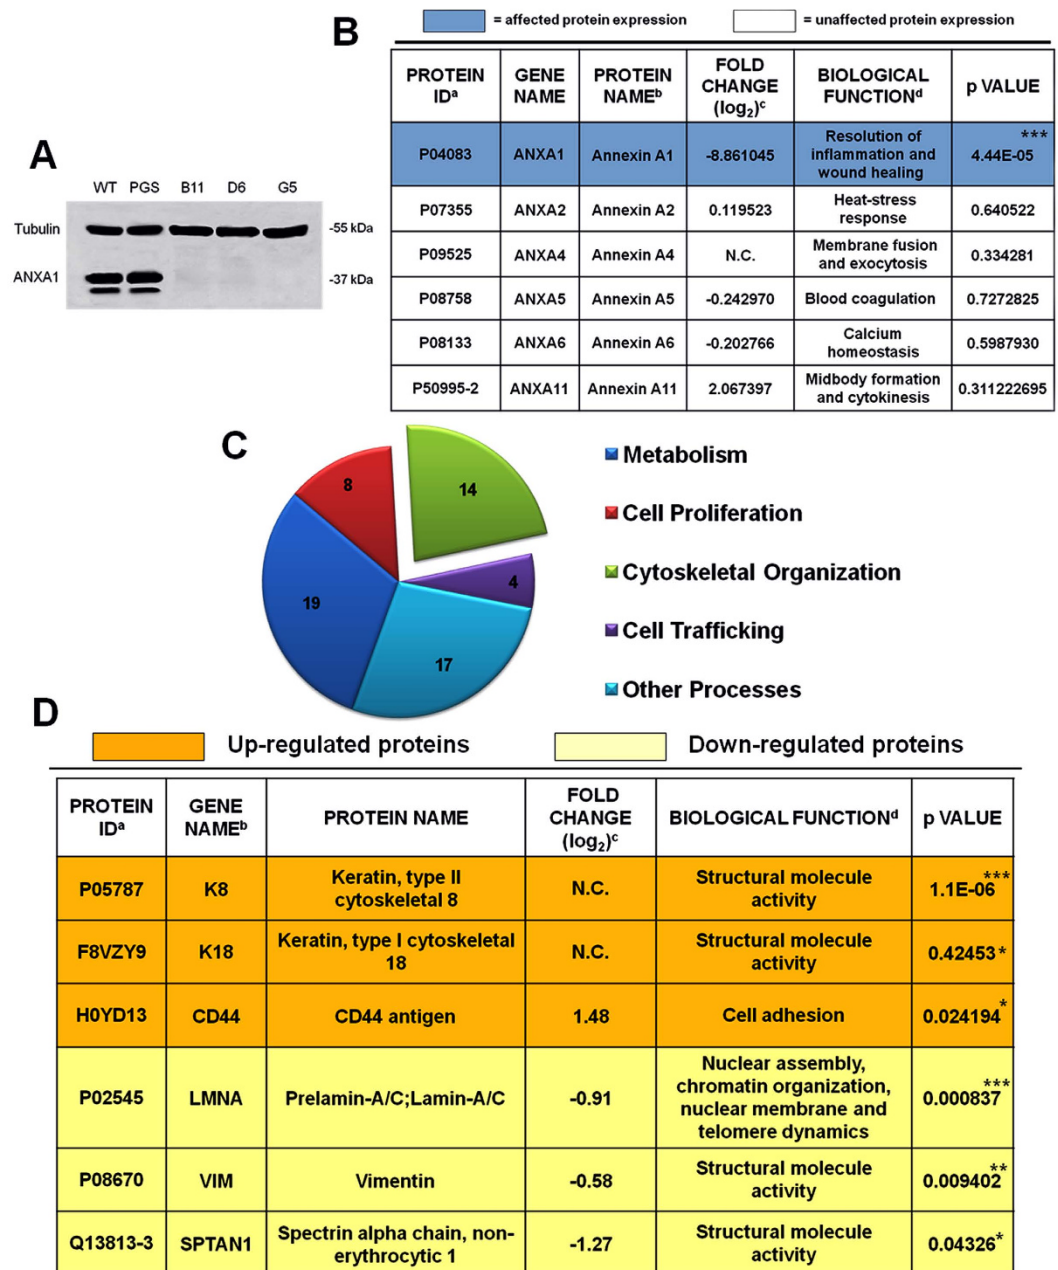 A
WT PGS B11 D6 G5
Tubulin
-55 kDa
ANXA1
-37 kDa
B
= affected protein expression
= unaffected protein expression
PROTEIN IDᵃ GENE NAME PROTEIN NAMEᵇ FOLD CHANGE (log₂)ᶜ BIOLOGICAL FUNCTIONᵈ p VALUE
P04083 ANXA1 Annexin A1 -8.861045 Resolution of inflammation and wound healing 4.44E-05 ***
P07355 ANXA2 Annexin A2 0.119523 Heat-stress response 0.640522
P09525 ANXA4 Annexin A4 N.C. Membrane fusion and exocytosis 0.334281
P08758 ANXA5 Annexin A5 -0.242970 Blood coagulation 0.7272825
P08133 ANXA6 Annexin A6 -0.202766 Calcium homeostasis 0.5987930
P50995-2 ANXA11 Annexin A11 2.067397 Midbody formation and cytokinesis 0.311222695
C
8
14
19
4
17
Metabolism
Cell Proliferation
Cytoskeletal Organization
Cell Trafficking
Other Processes
D
Up-regulated proteins
Down-regulated proteins
PROTEIN IDᵃ GENE NAMEᵇ PROTEIN NAME FOLD CHANGE (log₂)ᶜ BIOLOGICAL FUNCTIONᵈ p VALUE
P05787 K8 Keratin, type II cytoskeletal 8 N.C. Structural molecule activity 1.1E-06 ***
F8VZY9 K18 Keratin, type I cytoskeletal 18 N.C. Structural molecule activity 0.42453 *
H0YD13 CD44 CD44 antigen 1.48 Cell adhesion 0.024194 *
P02545 LMNA Prelamin-A/C;Lamin-A/C -0.91 Nuclear assembly, chromatin organization, nuclear membrane and telomere dynamics 0.000837 ***
P08670 VIM Vimentin -0.58 Structural molecule activity 0.009402 **
Q13813-3 SPTAN1 Spectrin alpha chain, non-erythrocytic 1 -1.27 Structural molecule activity 0.04326 *